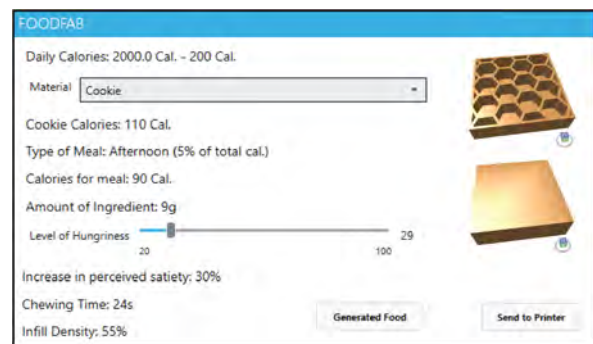 FOODFAB
Daily Calories: 2000.0 Cal. - 200 Cal.
Material Cookie
Cookie Calories: 110 Cal.
Type of Meal: Afternoon (5% of total cal.)
Calories for meal: 90 Cal.
Amount of Ingredient: 9g
Level of Hungriness 29
20 100
Increase in perceived satiety: 30%
Chewing Time: 24s
Generated Food Send to Printer
Infill Density: 55%